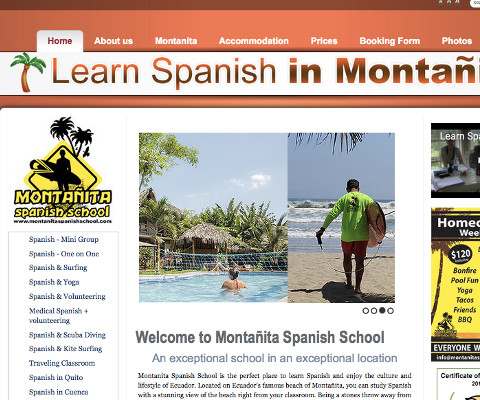 Home About us Montanita Accommodation Prices Booking Form Photos
Learn Spanish in Montañi
MONTAÑITA
spanish school
www.montanitaspanishschool.com
Spanish - Mini Group
Spanish - One on One
Spanish & Surfing
Spanish & Yoga
Spanish & Volunteering
Medical Spanish +
volunteering
Spanish & Scuba Diving
Spanish & Kite Surfing
Traveling Classroom
Spanish in Quito
Spanish in Cuenca
Welcome to Montañita Spanish School
An exceptional school in an exceptional location
Montanita Spanish School is the perfect place to learn Spanish and enjoy the culture and
lifestyle of Ecuador. Located on Ecuador's famous beach of Montañita, you can study Spanish
with a stunning view of the beach right from your classroom. Being a stones throw away from
Learn Spa
Homec
Wee
$120
Bonfire
Pool Fun
Yoga
Tacos
Friends
BBQ
EVERYONE W
info@montanitas
Certificate of
20